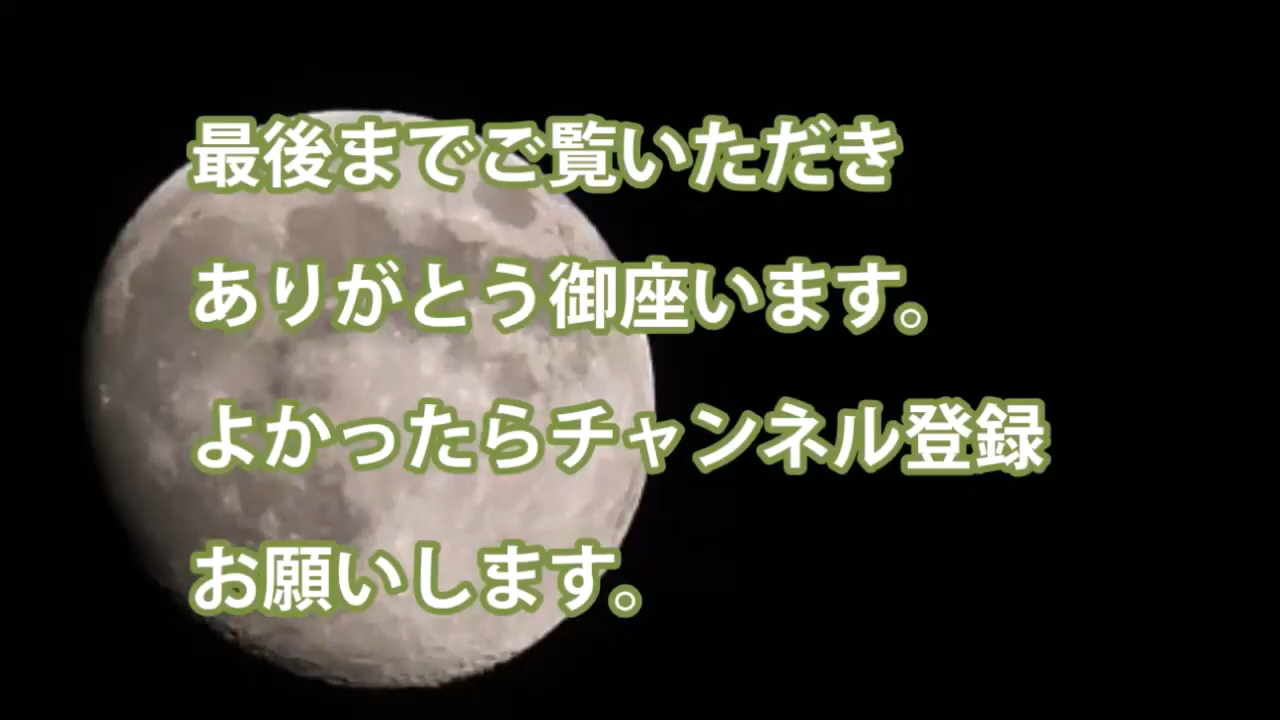 最後までご覧いただき
ありがとう御座います。
よかったらチャンネル登録
お願いします。